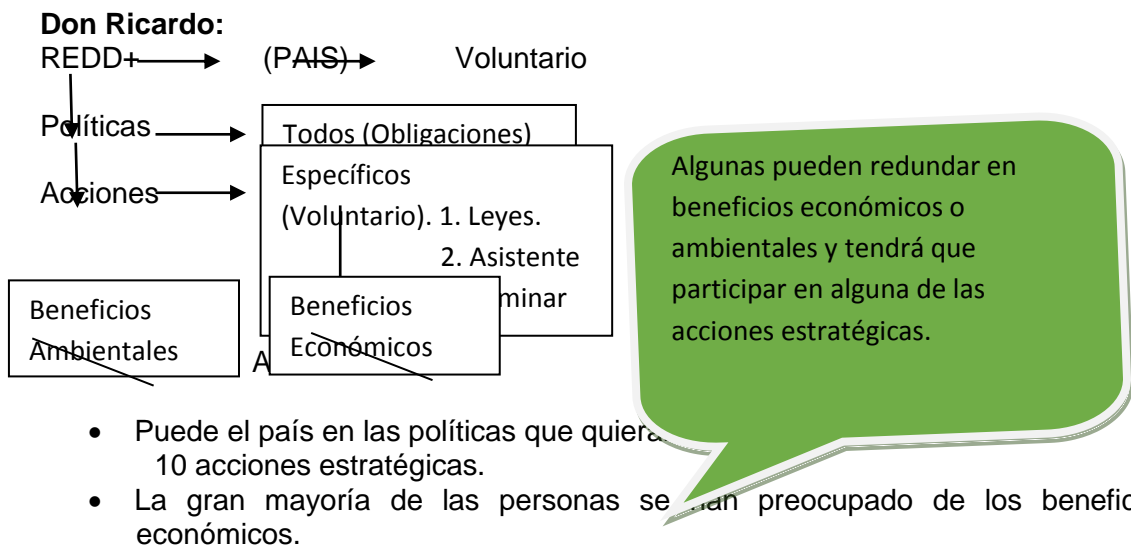 Don Ricardo:
REDD+ (PAIS) Voluntario
Políticas Todos (Obligaciones)
Acciones Específicos
(Voluntario). 1. Leyes.
2. Asistente
Beneficios
Ambientales
Beneficios
Económicos
Algunas pueden redundar en
beneficios económicos o
ambientales y tendrá que
participar en alguna de las
acciones estratégicas.
• Puede el país en las políticas que
10 acciones estratégicas.
• La gran mayoría de las personas se han preocupado de los
económicos.